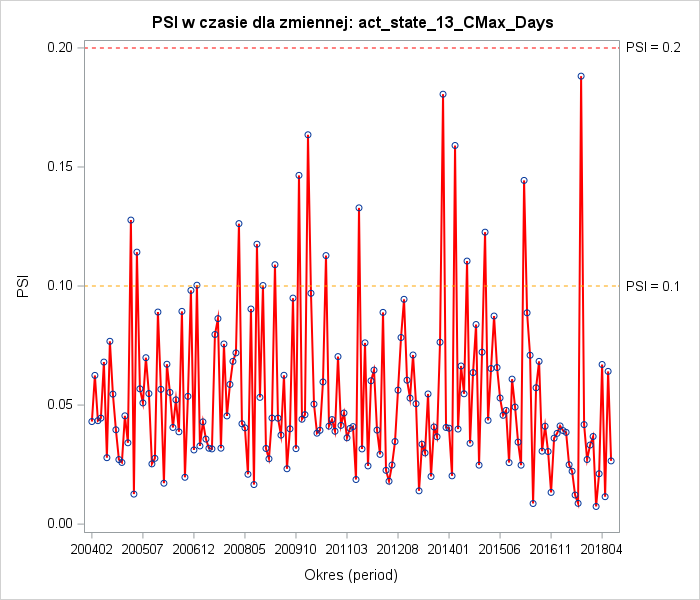 PSI w czasie dla zmiennej: act_state_13_CMax_Days
0.20
PSI = 0.2
0.15
PSI
0.10
PSI = 0.1
0.05
0.00
200402 200507 200612 200805 200910 201103 201208 201401 201506 201611 201804
Okres (period)